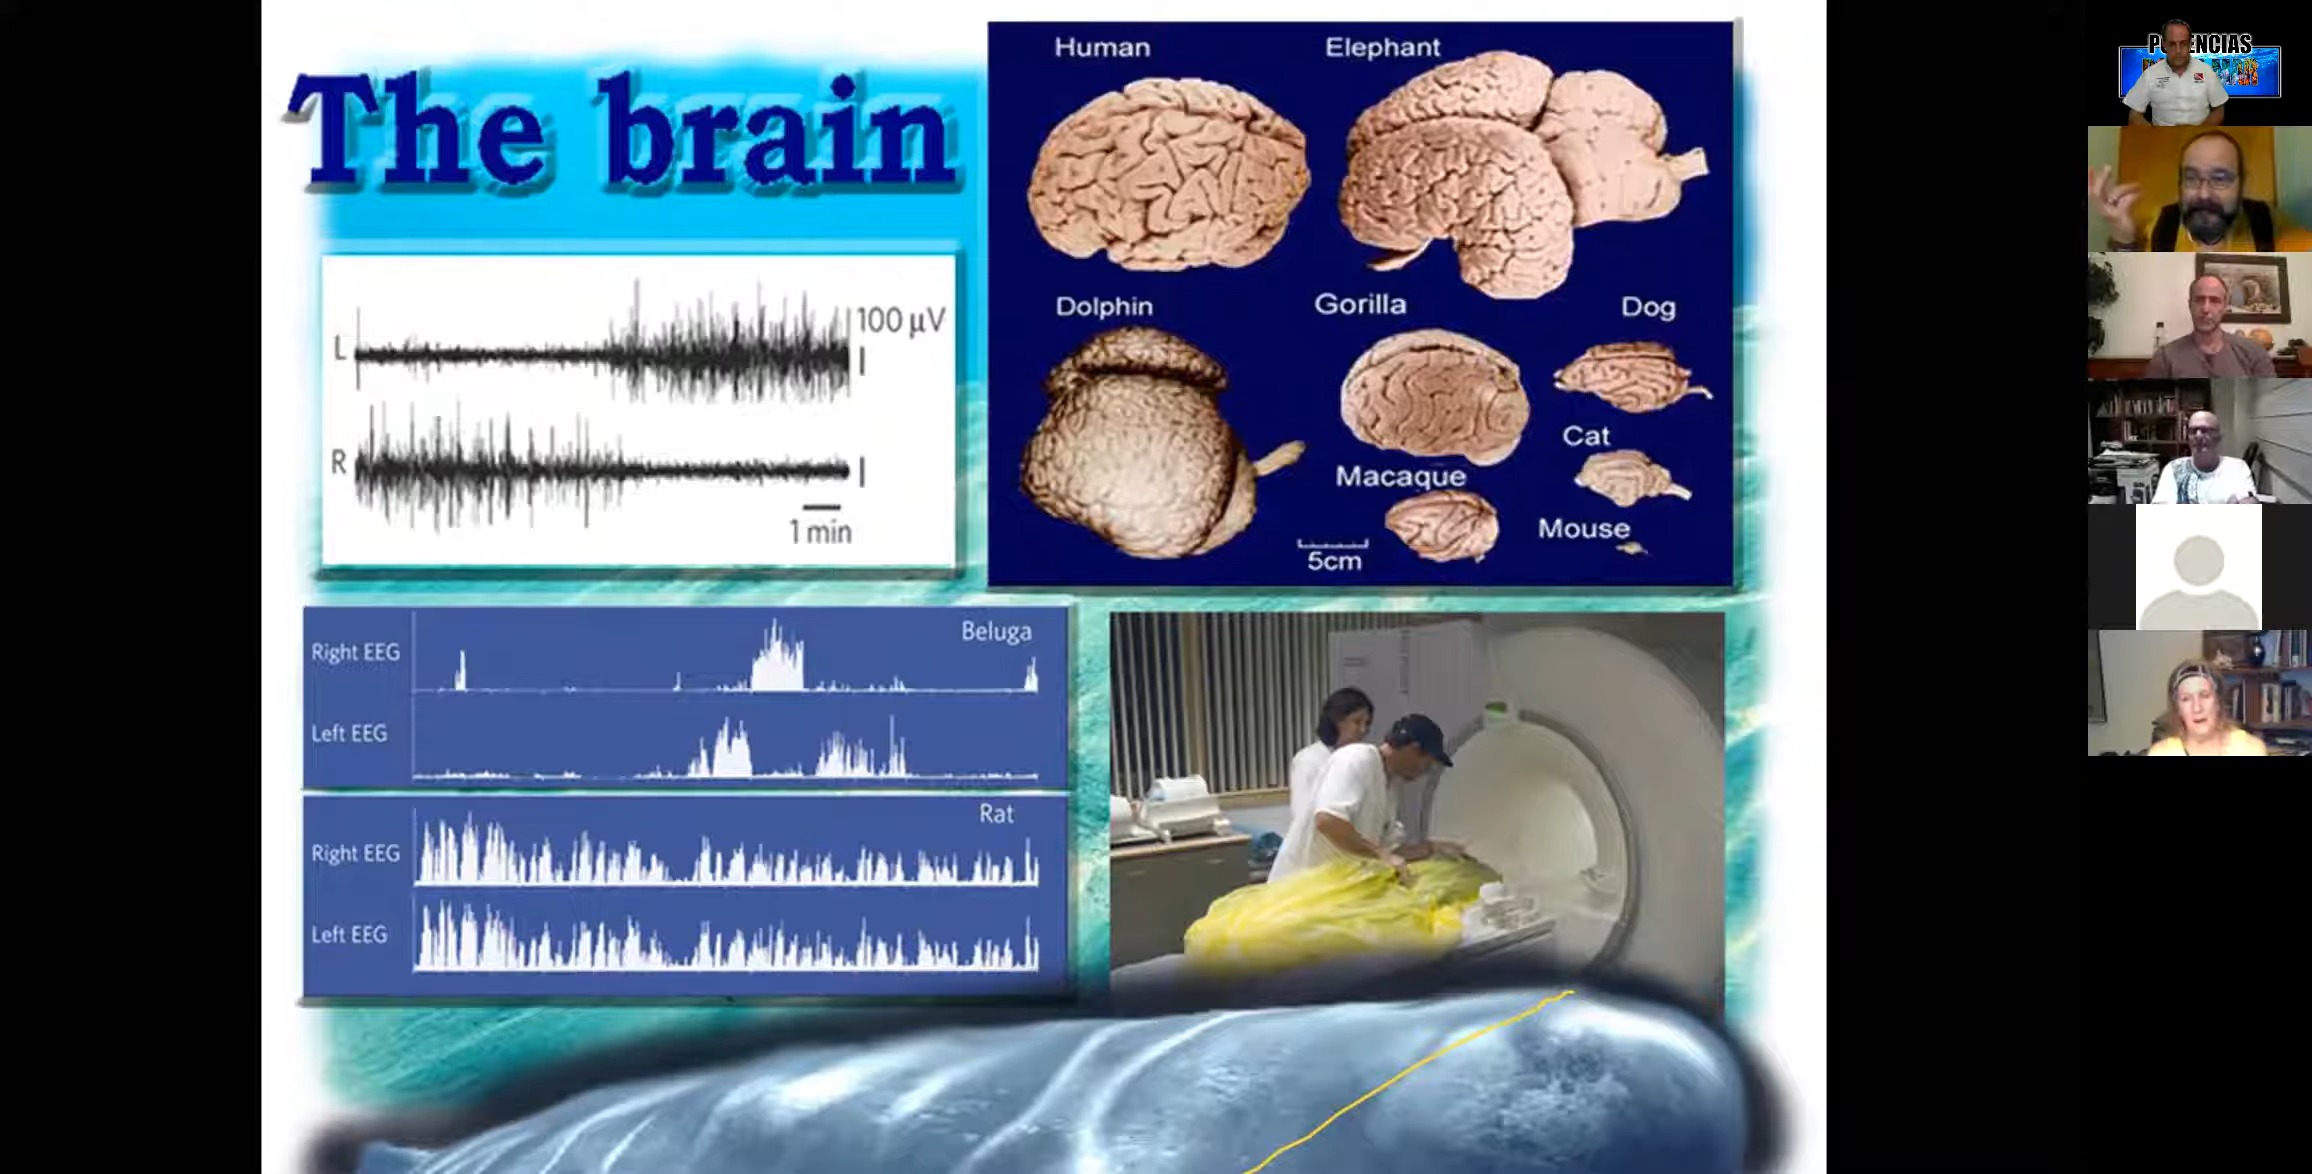 The brain
L
100 µV
R
1 min
Human
Elephant
Dolphin
Gorilla
Dog
Cat
Macaque
Mouse
5cm
Beluga
Right EEG
Left EEG
Rat
Right EEG
Left EEG